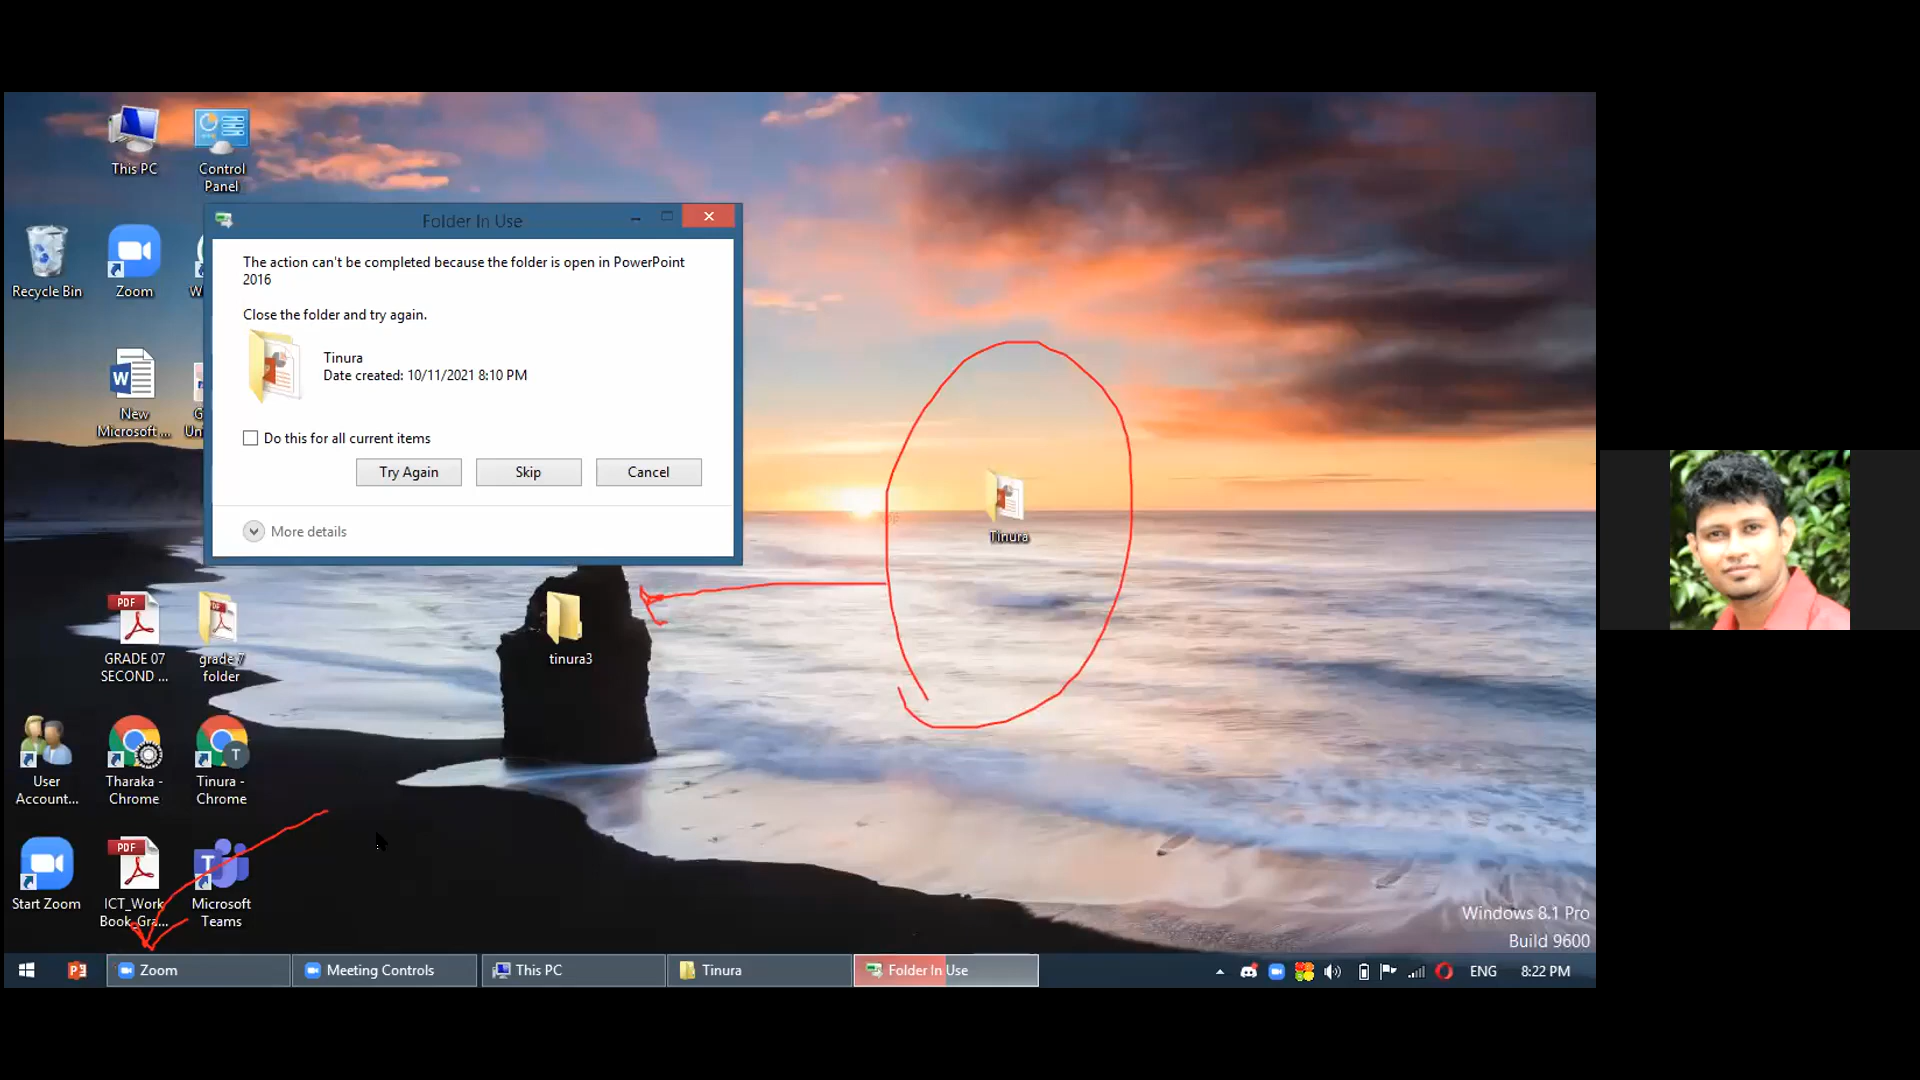 This PC
Control
Panel
Folder In Use
The action can't be completed because the folder is open in PowerPoint
2016
Close the folder and try again.
Tinura
Date created: 10/11/2021 8:10 PM
Do this for all current items
Try Again
Skip
Cancel
More details
Recycle Bin
Zoom
W
New
Microsoft ...
G
Un
Tinura
PDF
GRADE 07
SECOND ...
grade 7
folder
tinura3
User
Account...
Tharaka -
Chrome
T
Tinura -
Chrome
Start Zoom
PDF
ICT_Work
Book_Gra...
T
Microsoft
Teams
Windows 8.1 Pro
Build 9600
Zoom
Meeting Controls
This PC
Tinura
Folder In Use
ENG
8:22 PM